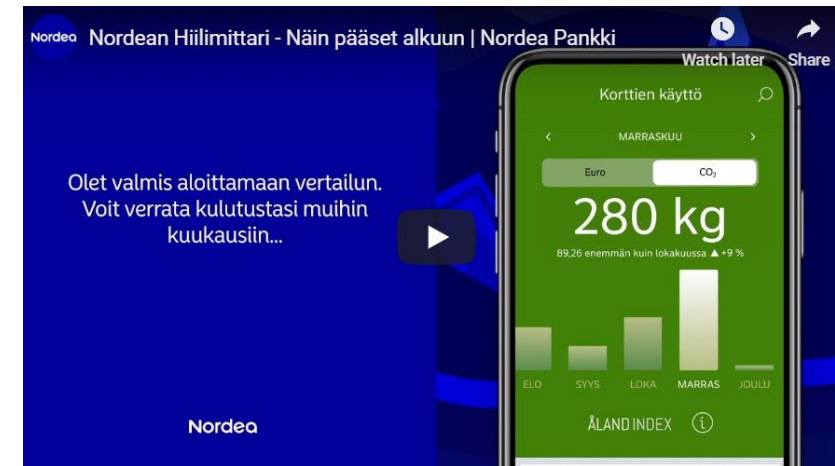 Nordea Nordean Hiilimittari - Näin pääset alkuun | Nordea Pankki
Watch later
Share
Olet valmis aloittamaan vertailun.
Voit verrata kulutustasi muihin
kuukausiin...
Nordea
Korttien käyttö
< MARRASKUU >
Euro CO₂
280 kg
89,26 enemmän kuin lokakuussa ▲ +9 %
ELO SYYS LOKA MARRAS JOULU
ÅLAND INDEX i